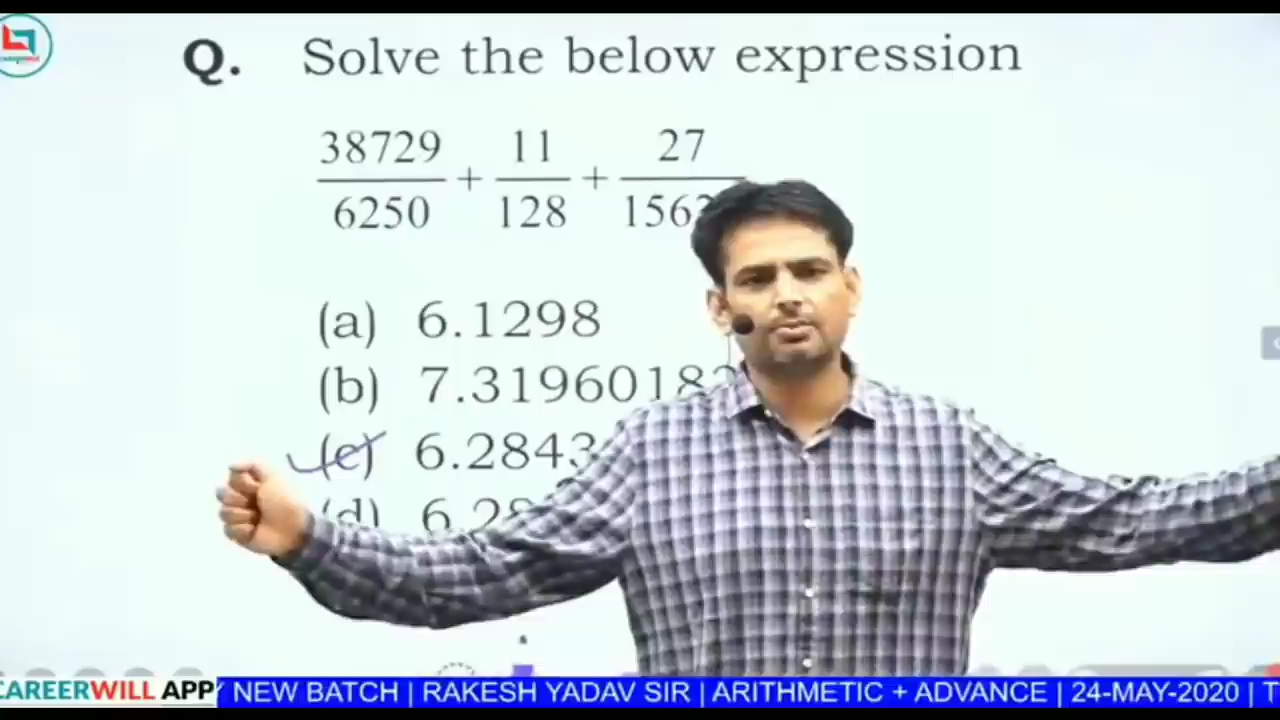 Q. Solve the below expression
38729 11 27
+ +
6250 128
(a) 6.1298
(b) 7.3196018
(c) 6.2843
(d)
CAREERWILL APP NEW BATCH | RAKESH YADAV SIR | ARITHMETIC + ADVANCE | 24-MAY-2020 |